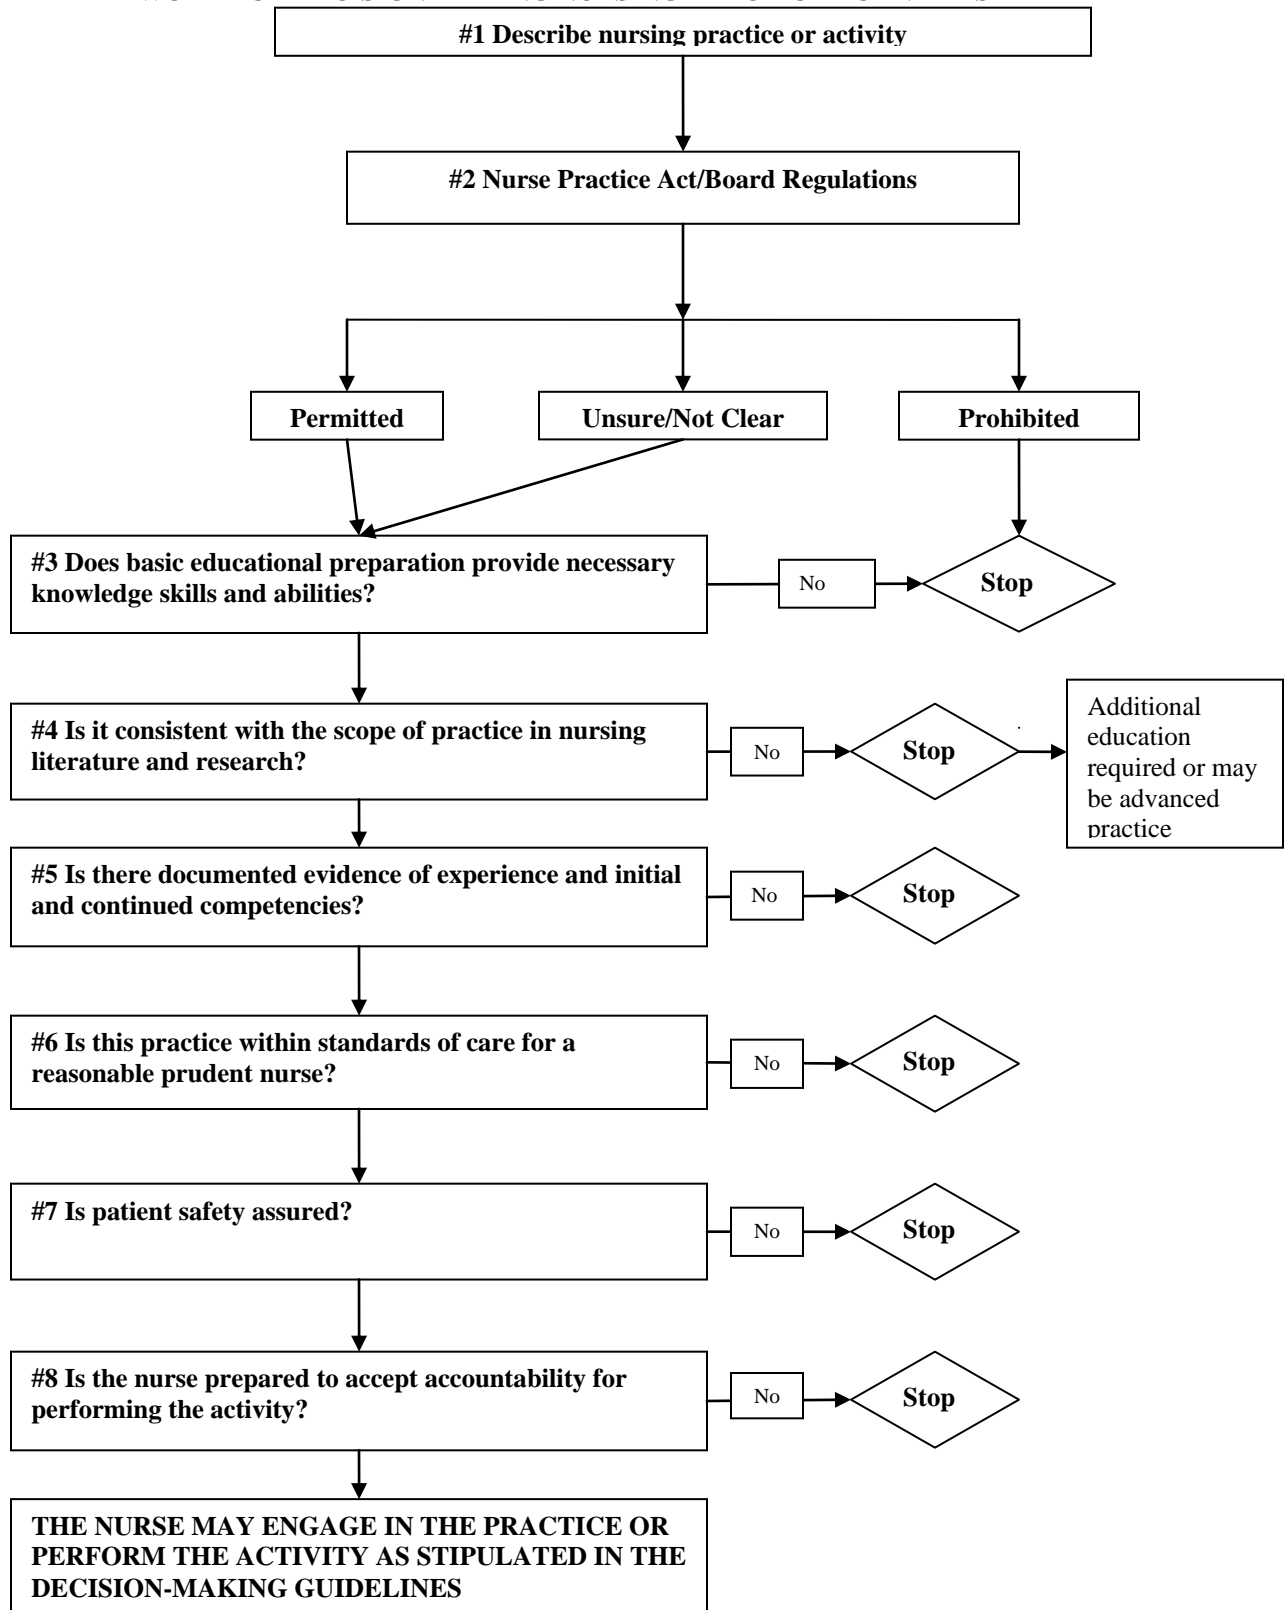 #1 Describe nursing practice or activity
#2 Nurse Practice Act/Board Regulations
Permitted
Unsure/Not Clear
Prohibited
#3 Does basic educational preparation provide necessary
knowledge skills and abilities?
No
Stop
#4 Is it consistent with the scope of practice in nursing
literature and research?
No
Stop
Additional
education
required or may
be advanced
practice
#5 Is there documented evidence of experience and initial
and continued competencies?
No
Stop
#6 Is this practice within standards of care for a
reasonable prudent nurse?
No
Stop
#7 Is patient safety assured?
No
Stop
#8 Is the nurse prepared to accept accountability for
performing the activity?
No
Stop
THE NURSE MAY ENGAGE IN THE PRACTICE OR
PERFORM THE ACTIVITY AS STIPULATED IN THE
DECISION-MAKING GUIDELINES